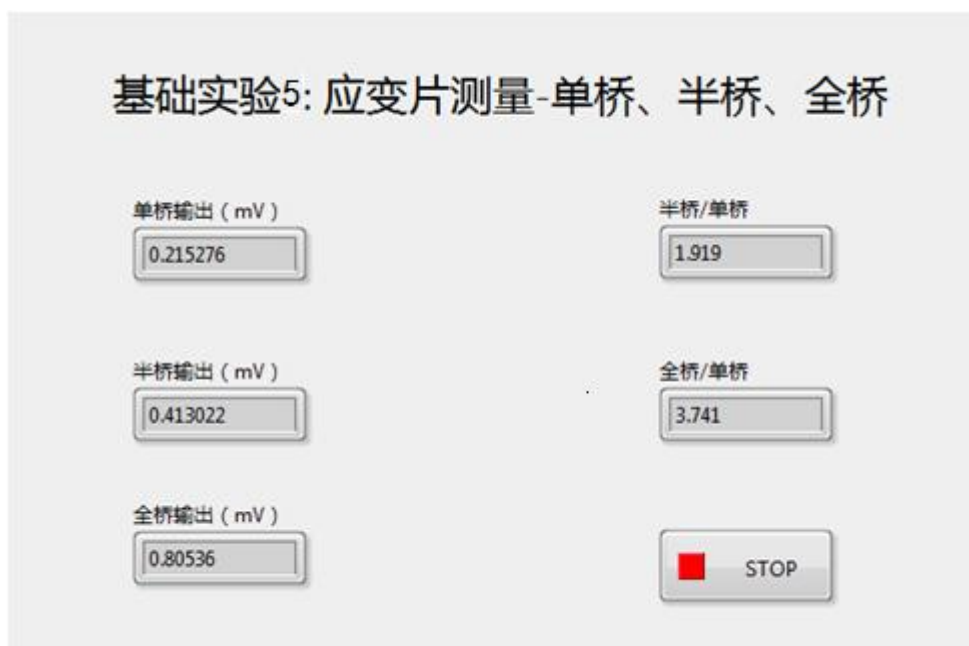 基础实验5: 应变片测量-单桥、半桥、全桥
单桥输出（mV）
0.215276
半桥/单桥
1.919
半桥输出（mV）
0.413022
全桥/单桥
3.741
全桥输出（mV）
0.80536
STOP